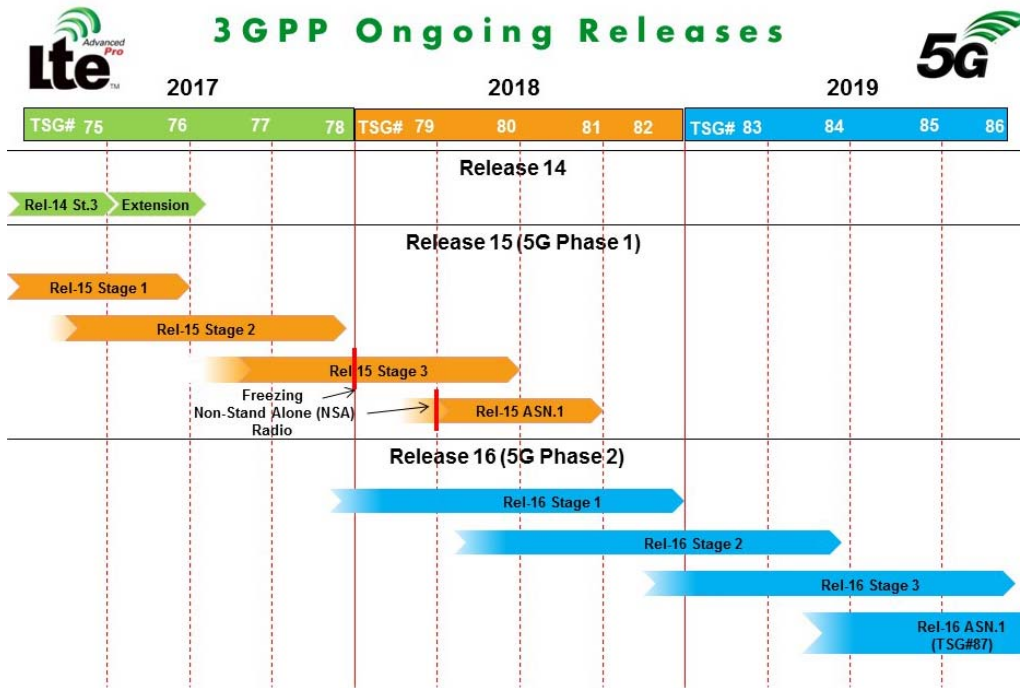 3GPP Ongoing Releases
Advanced
Pro
Lte™
5G™
2017
2018
2019
TSG# 75 76 77 78 TSG# 79 80 81 82 TSG# 83 84 85 86
Release 14
Rel-14 St.3 Extension
Release 15 (5G Phase 1)
Rel-15 Stage 1
Rel-15 Stage 2
Rel-15 Stage 3
Freezing
Non-Stand Alone (NSA)
Radio
Rel-15 ASN.1
Release 16 (5G Phase 2)
Rel-16 Stage 1
Rel-16 Stage 2
Rel-16 Stage 3
Rel-16 ASN.1
(TSG#87)